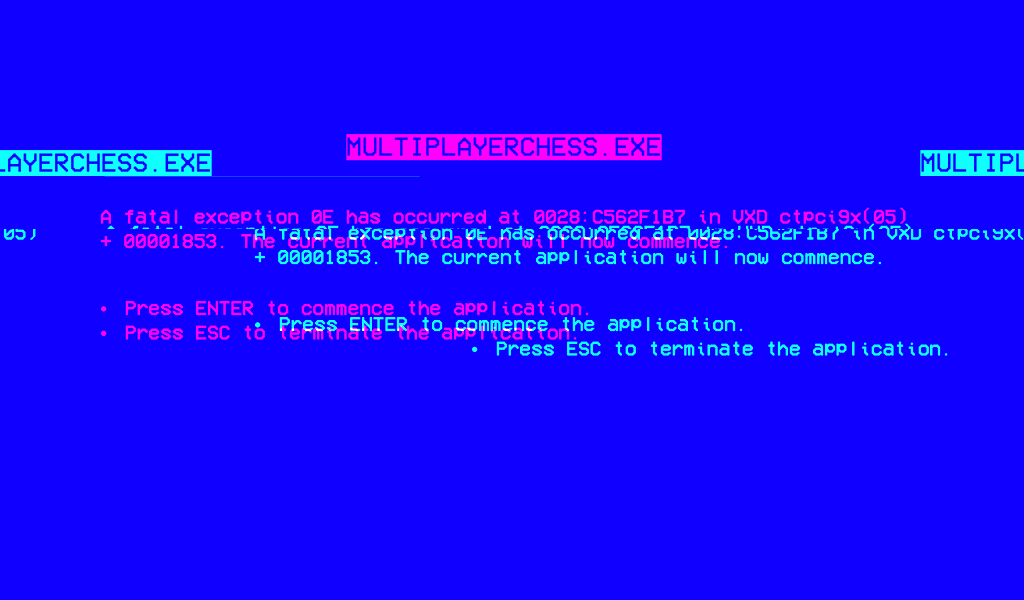 MULTIPLAYERCHESS.EXE
LAYERCHESS.EXE
MULTIPL
A fatal exception 0E has occurred at 0028:C562F1B7 in VXD ctpci9x(05)
05)
A fatal exception 0E has occurred at 0028:C562F1B7 in VXD ctpci9x(
+ 00001853. The current application will now commence.
+ 00001853. The current application will now commence.
• Press ENTER to commence the application.
• Press ENTER to commence the application.
• Press ESC to terminate the application.
• Press ESC to terminate the application.